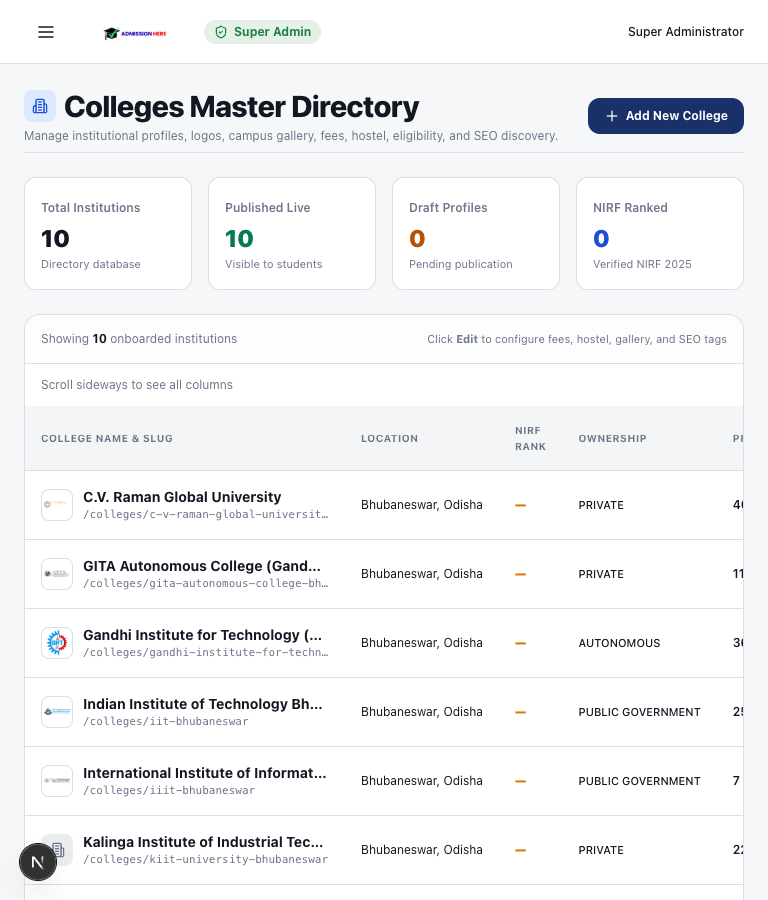 ADMISSION HERE
Super Admin
Super Administrator
Colleges Master Directory
Manage institutional profiles, logos, campus gallery, fees, hostel, eligibility, and SEO discovery.
Add New College
Total Institutions
10
Directory database
Published Live
10
Visible to students
Draft Profiles
0
Pending publication
NIRF Ranked
0
Verified NIRF 2025
Showing 10 onboarded institutions
Click Edit to configure fees, hostel, gallery, and SEO tags
Scroll sideways to see all columns
COLLEGE NAME & SLUG
LOCATION
NIRF
RANK
OWNERSHIP
C.V. Raman Global University
/colleges/c-v-raman-global-universit…
Bhubaneswar, Odisha
—
PRIVATE
GITA Autonomous College (Gand...
/colleges/gita-autonomous-college-bh…
Bhubaneswar, Odisha
—
PRIVATE
11
Gandhi Institute for Technology (...
/colleges/gandhi-institute-for-techn…
Bhubaneswar, Odisha
—
AUTONOMOUS
Indian Institute of Technology Bh...
/colleges/iit-bhubaneswar
Bhubaneswar, Odisha
—
PUBLIC GOVERNMENT
International Institute of Informat...
/colleges/iiit-bhubaneswar
Bhubaneswar, Odisha
—
PUBLIC GOVERNMENT
7
Kalinga Institute of Industrial Tec...
/colleges/kiit-university-bhubaneswar
Bhubaneswar, Odisha
—
PRIVATE
N